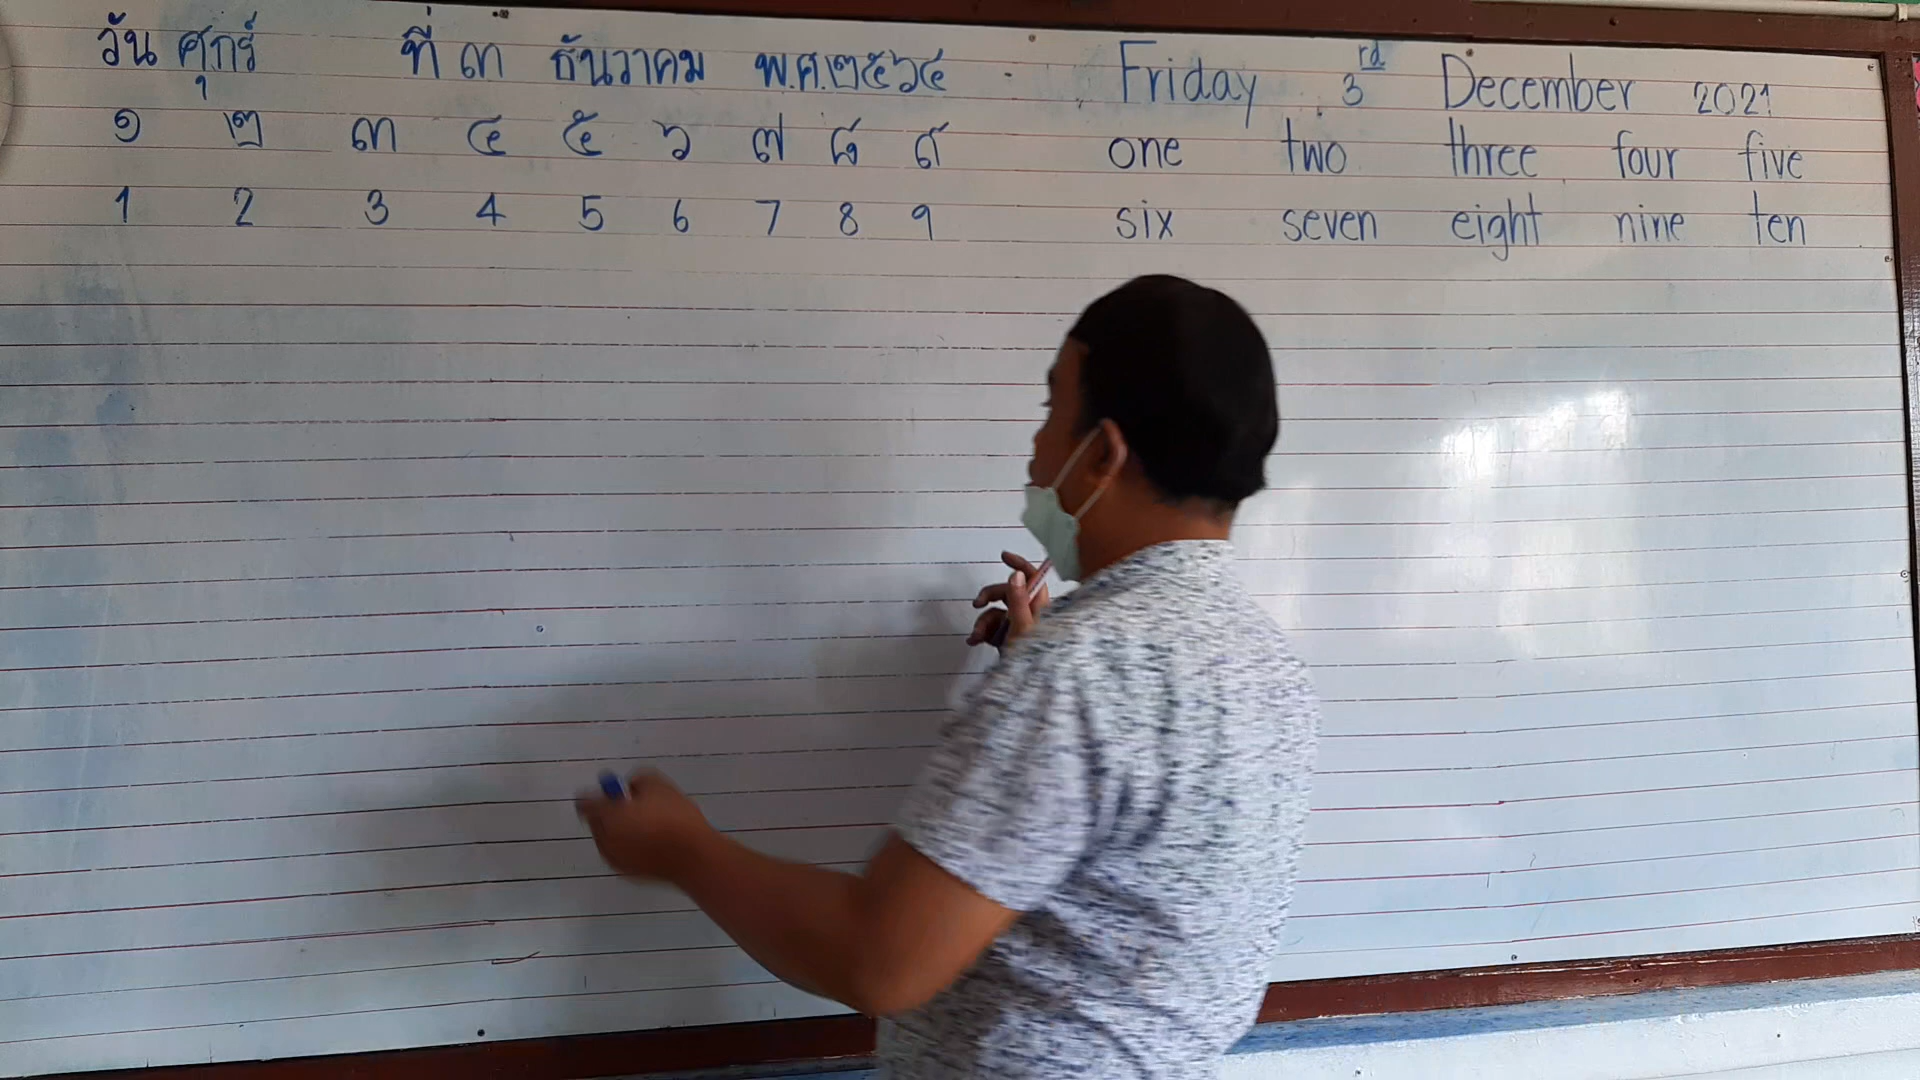 วัน ศุกร์ ที่ ๓ ธันวาคม พ.ศ.๒๕๖๔
๑ ๒ ๓ ๔ ๕ ๖ ๗ ๘ ๙
1 2 3 4 5 6 7 8 9
Friday 3rd December 2021
one two three four five
six seven eight nine ten